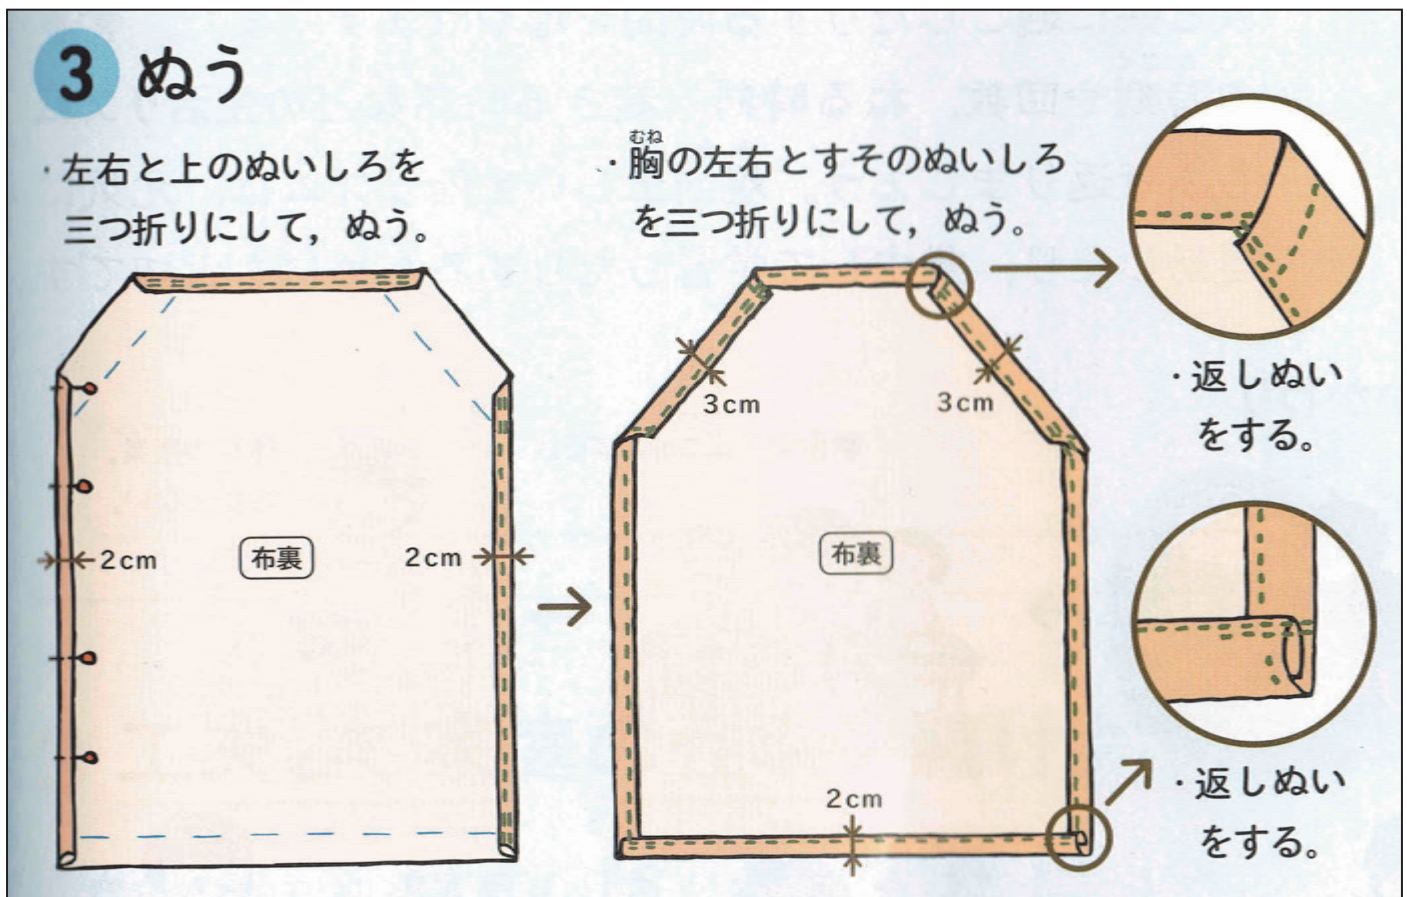 3 ぬう
・左右と上のぬいしろを
三つ折りにして，ぬう。
2cm
布裏
2cm
むね
・胸の左右とすそのぬいしろ
を三つ折りにして，ぬう。
3cm
3cm
布裏
2cm
・返しぬい
をする。
・返しぬい
をする。